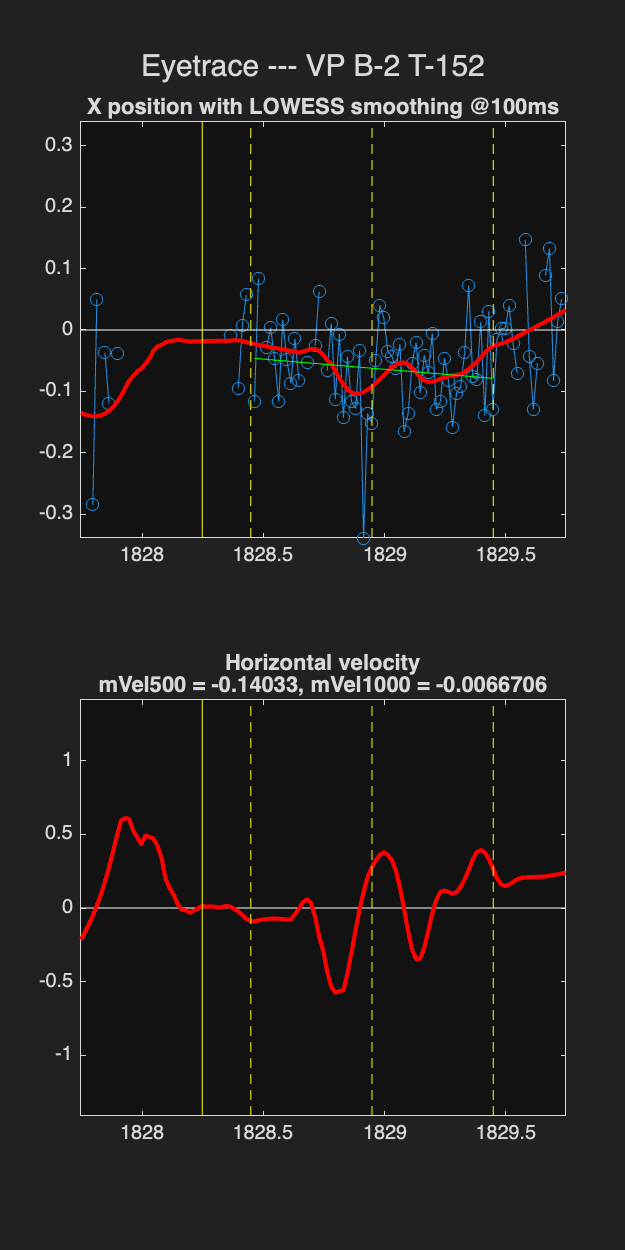 Eyetrace --- VP B-2 T-152
X position with LOWESS smoothing @100ms
0.3
0.2
0.1
0
-0.1
-0.2
-0.3
1828 1828.5 1829 1829.5
Horizontal velocity
mVel500 = -0.14033, mVel1000 = -0.0066706
1
0.5
0
-0.5
-1
1828 1828.5 1829 1829.5